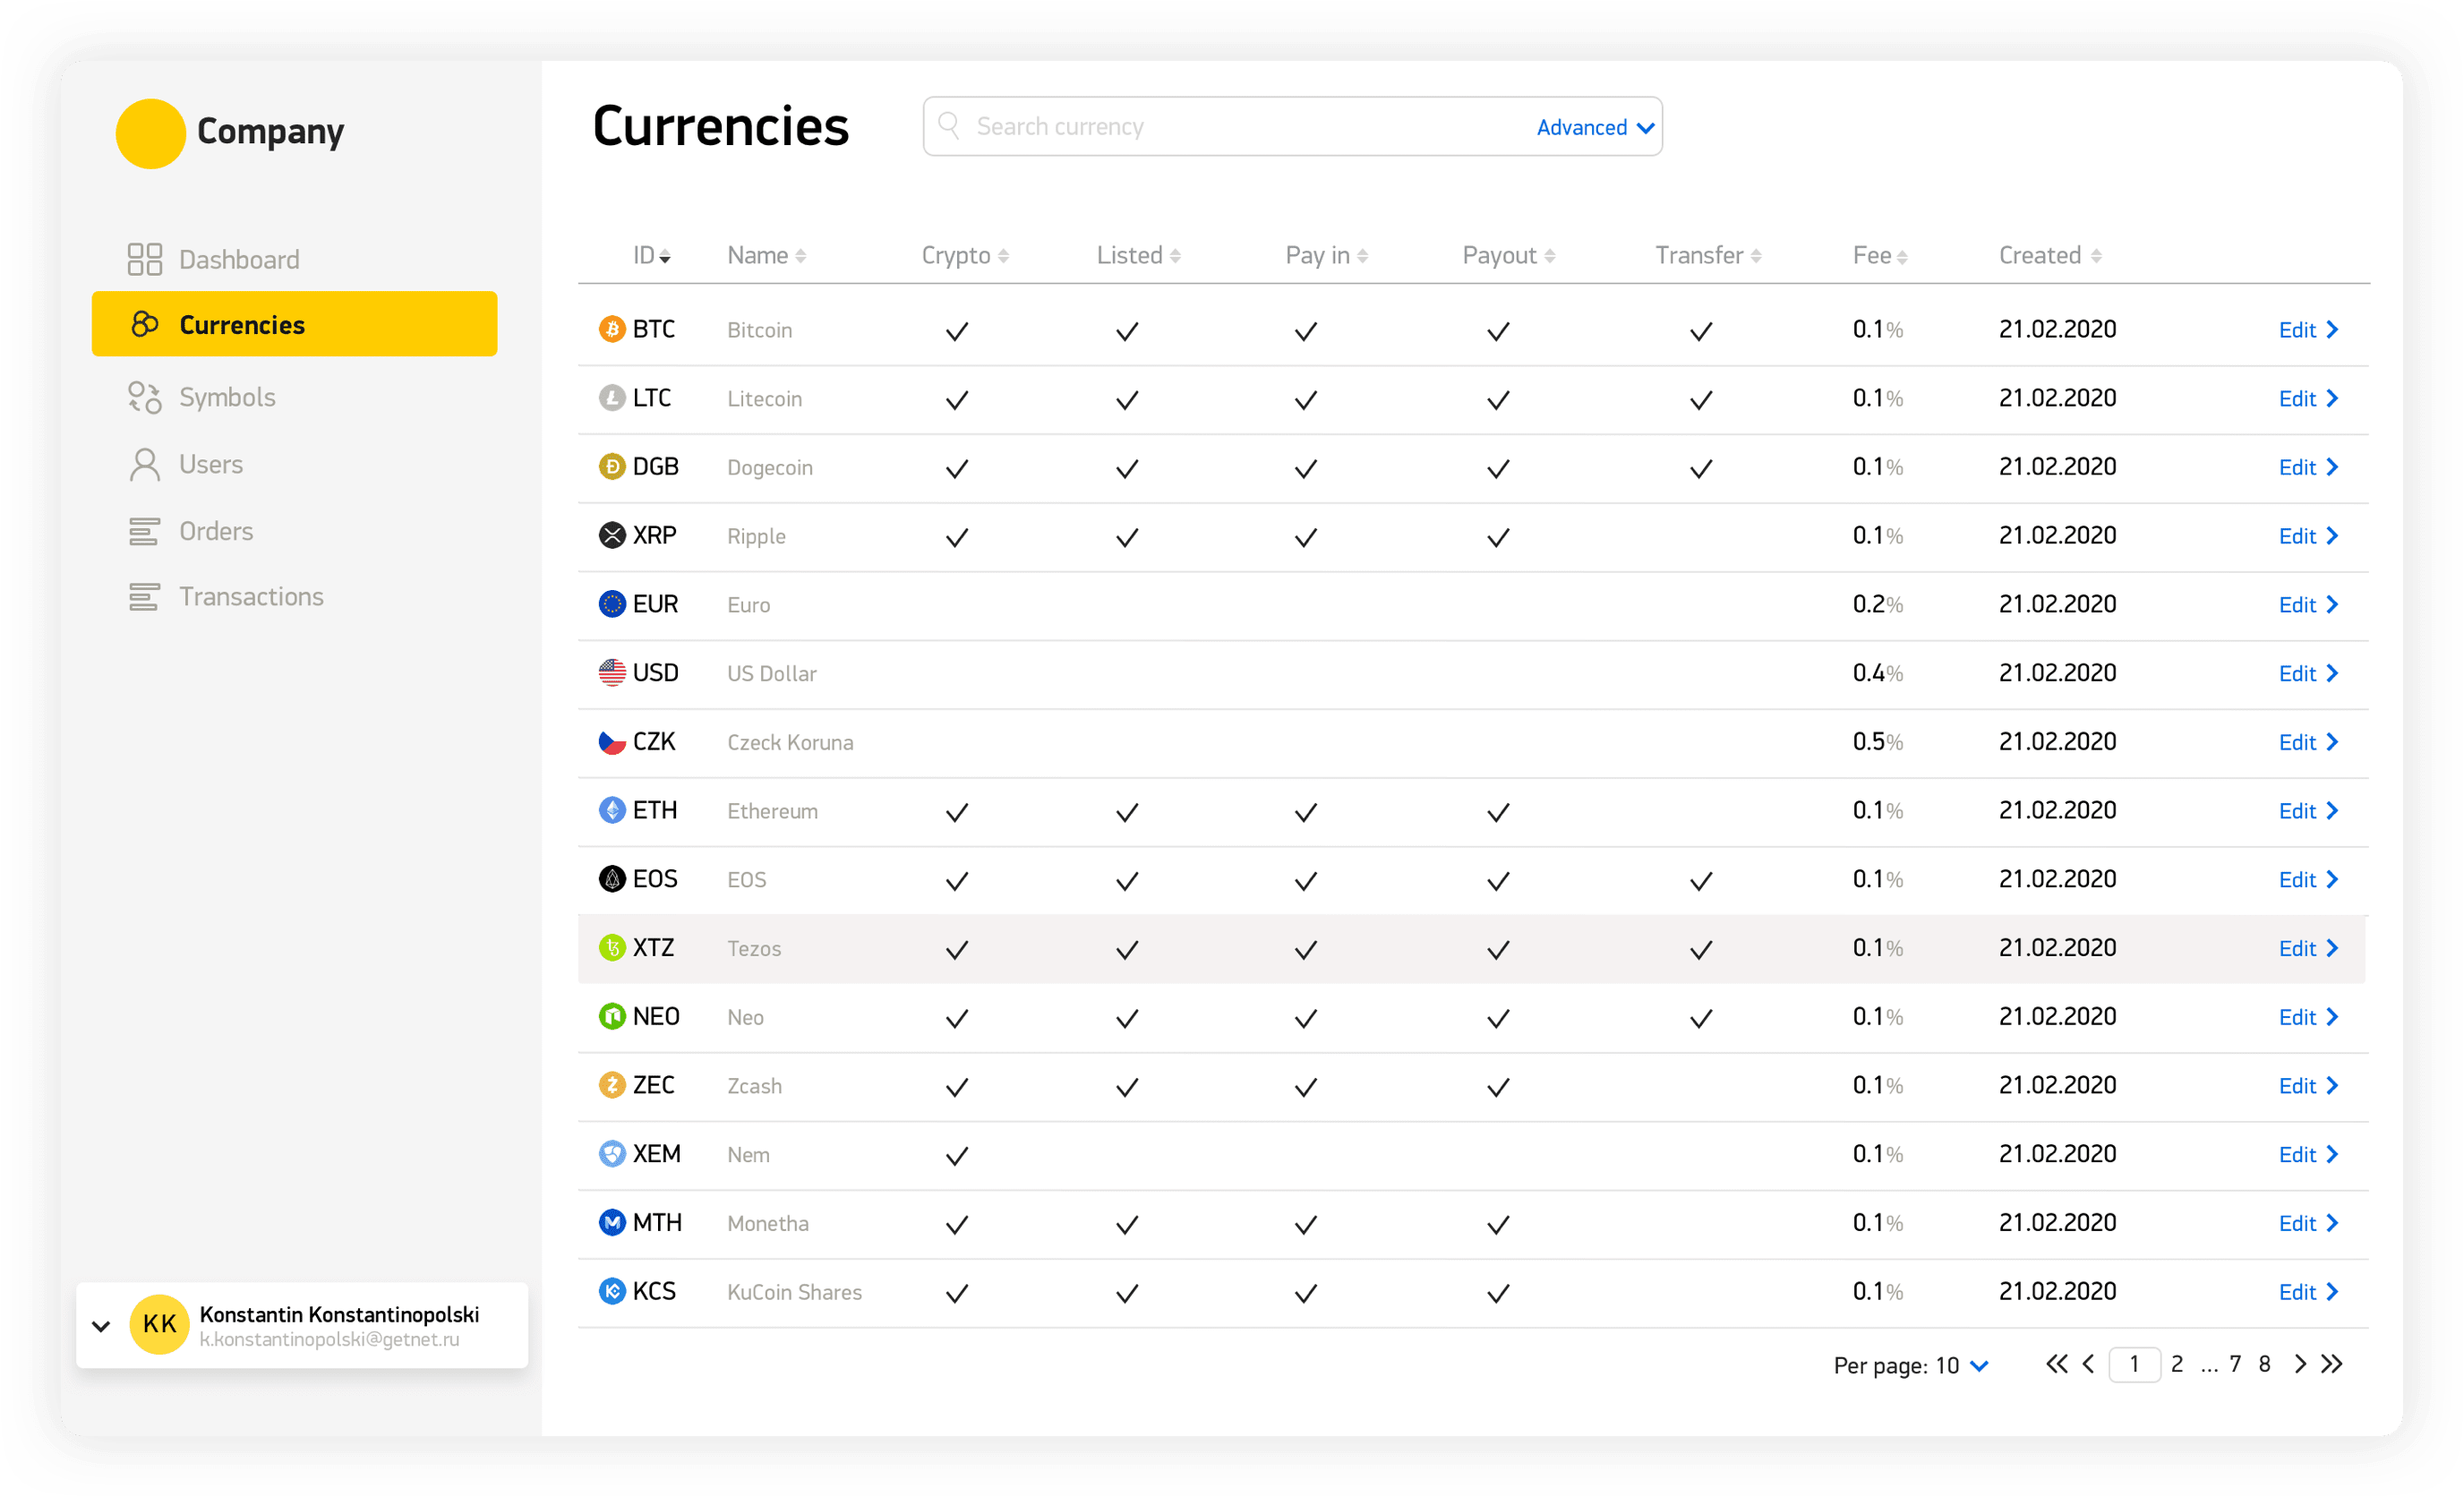 Company
Dashboard
Currencies
Symbols
Users
Orders
Transactions
KK
Konstantin Konstantinopolski
k.konstantinopolski@getnet.ru
Currencies
Search currency Advanced
ID Name Crypto Listed Pay in Payout Transfer Fee Created
BTC Bitcoin 0.1% 21.02.2020 Edit
LTC Litecoin 0.1% 21.02.2020 Edit
DGB Dogecoin 0.1% 21.02.2020 Edit
XRP Ripple 0.1% 21.02.2020 Edit
EUR Euro 0.2% 21.02.2020 Edit
USD US Dollar 0.4% 21.02.2020 Edit
CZK Czeck Koruna 0.5% 21.02.2020 Edit
ETH Ethereum 0.1% 21.02.2020 Edit
EOS EOS 0.1% 21.02.2020 Edit
XTZ Tezos 0.1% 21.02.2020 Edit
NEO Neo 0.1% 21.02.2020 Edit
ZEC Zcash 0.1% 21.02.2020 Edit
XEM Nem 0.1% 21.02.2020 Edit
MTH Monetha 0.1% 21.02.2020 Edit
KCS KuCoin Shares 0.1% 21.02.2020 Edit
Per page: 10 1 2 ... 7 8